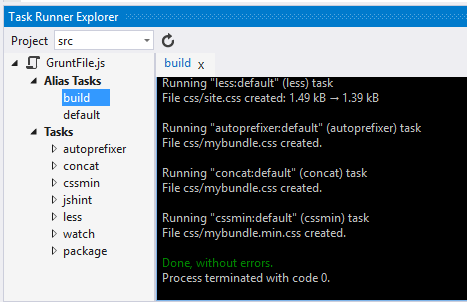 Task Runner Explorer
Project src
GruntFile.js
Alias Tasks
build
default
Tasks
autoprefixer
concat
cssmin
jshint
less
watch
package
build x
Running "less:default" (less) task
File css/site.css created: 1.49 kB → 1.39 kB
Running "autoprefixer:default" (autoprefixer) task
File css/mybundle.css created.
Running "concat:default" (concat) task
File css/mybundle.css created.
Running "cssmin:default" (cssmin) task
File css/mybundle.min.css created.
Done, without errors.
Process terminated with code 0.